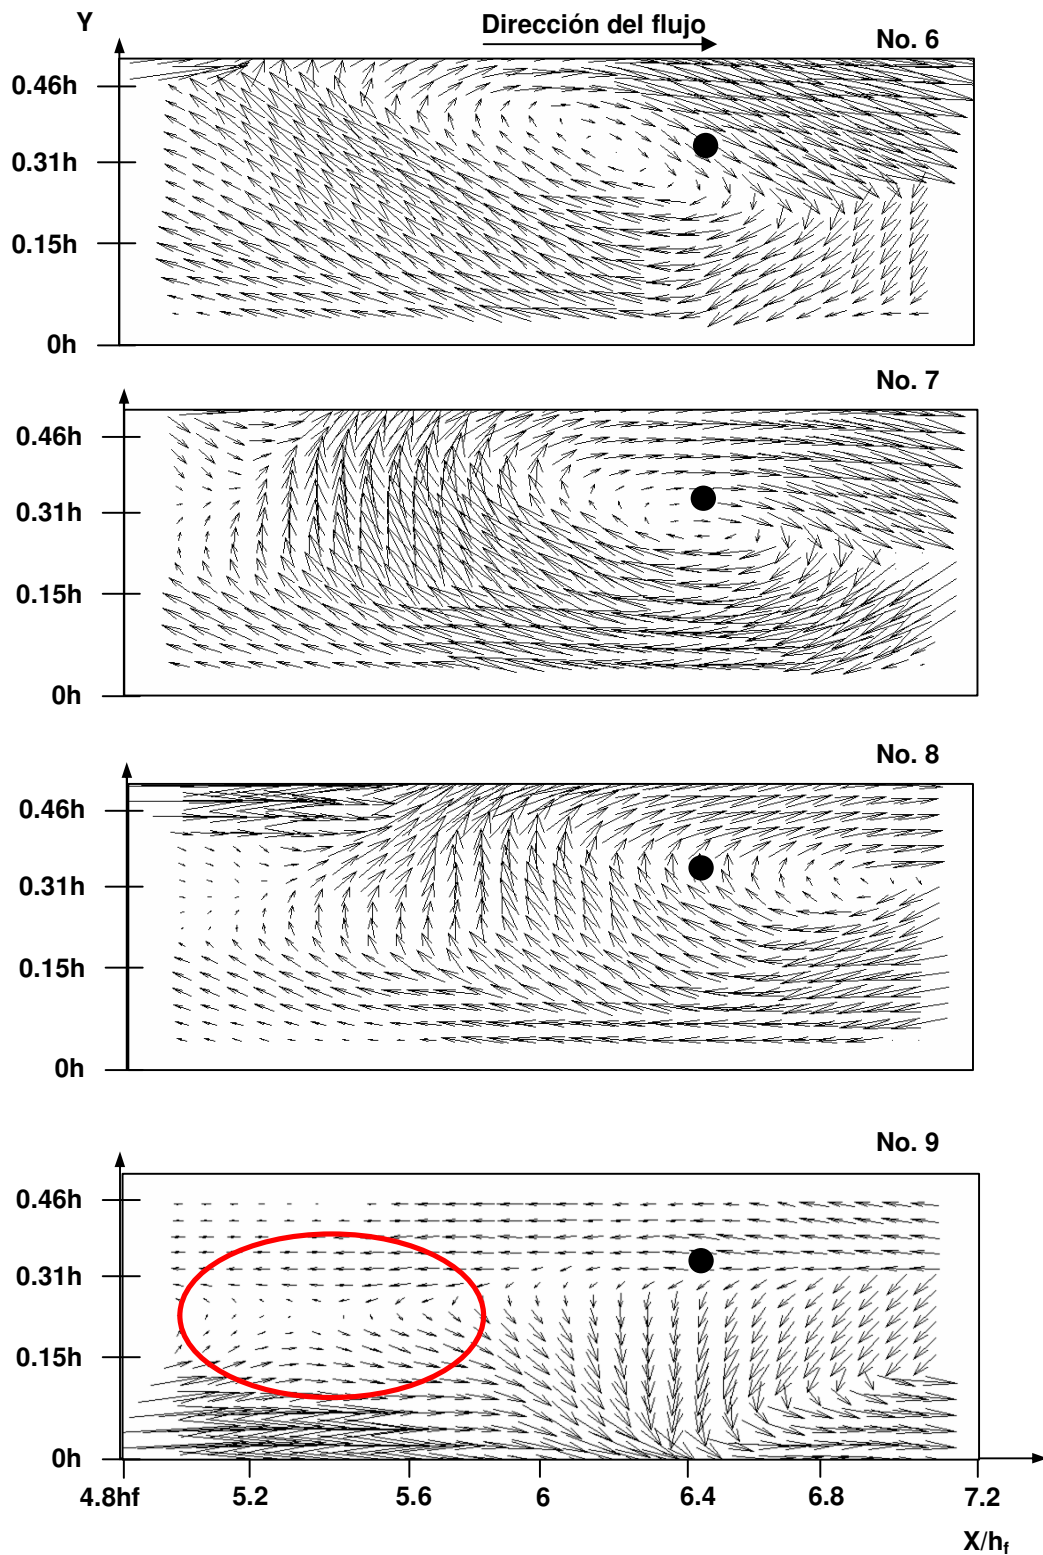 Y
Dirección del flujo
No. 6
0.46h
0.31h
0.15h
0h
No. 7
0.46h
0.31h
0.15h
0h
No. 8
0.46h
0.31h
0.15h
0h
No. 9
0.46h
0.31h
0.15h
0h
4.8hf 5.2 5.6 6 6.4 6.8 7.2
X/hf